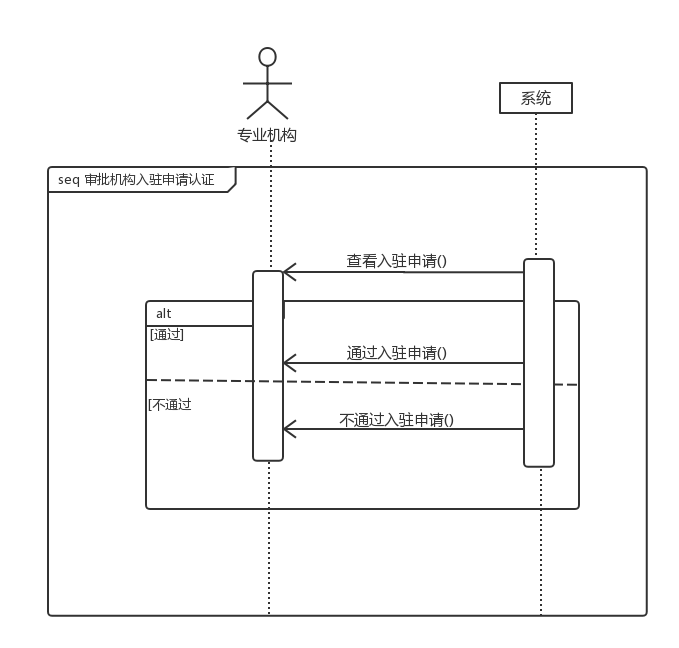 专业机构
系统
seq 审批机构入驻申请认证
查看入驻申请()
alt
[通过]
通过入驻申请()
[不通过
不通过入驻申请()